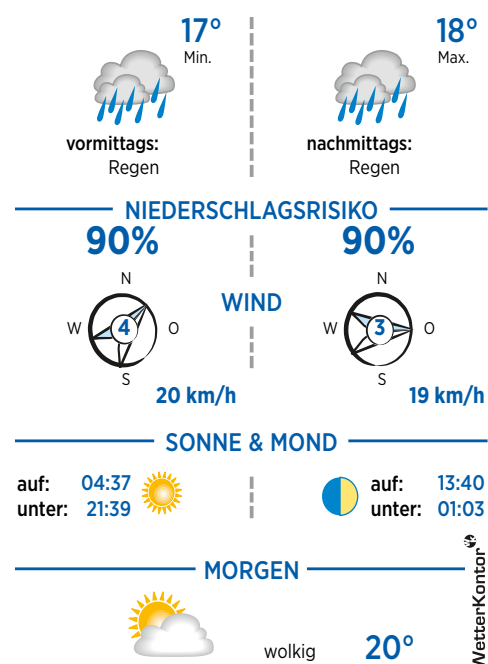 17°
Min.
18°
Max.
vormittags:
Regen
nachmittags:
Regen
NIEDERSCHLAGSRISIKO
90%
90%
WIND
N
W
4
O
S
20 km/h
N
W
3
O
S
19 km/h
SONNE & MOND
auf: 04:37
unter: 21:39
auf: 13:40
unter: 01:03
MORGEN
wolkig
20°
WetterKontor